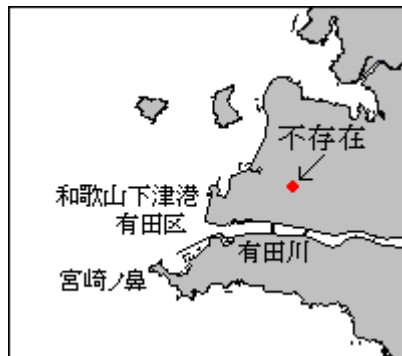 不存在
和歌山下津港
有田区
有田川
宮崎ノ鼻